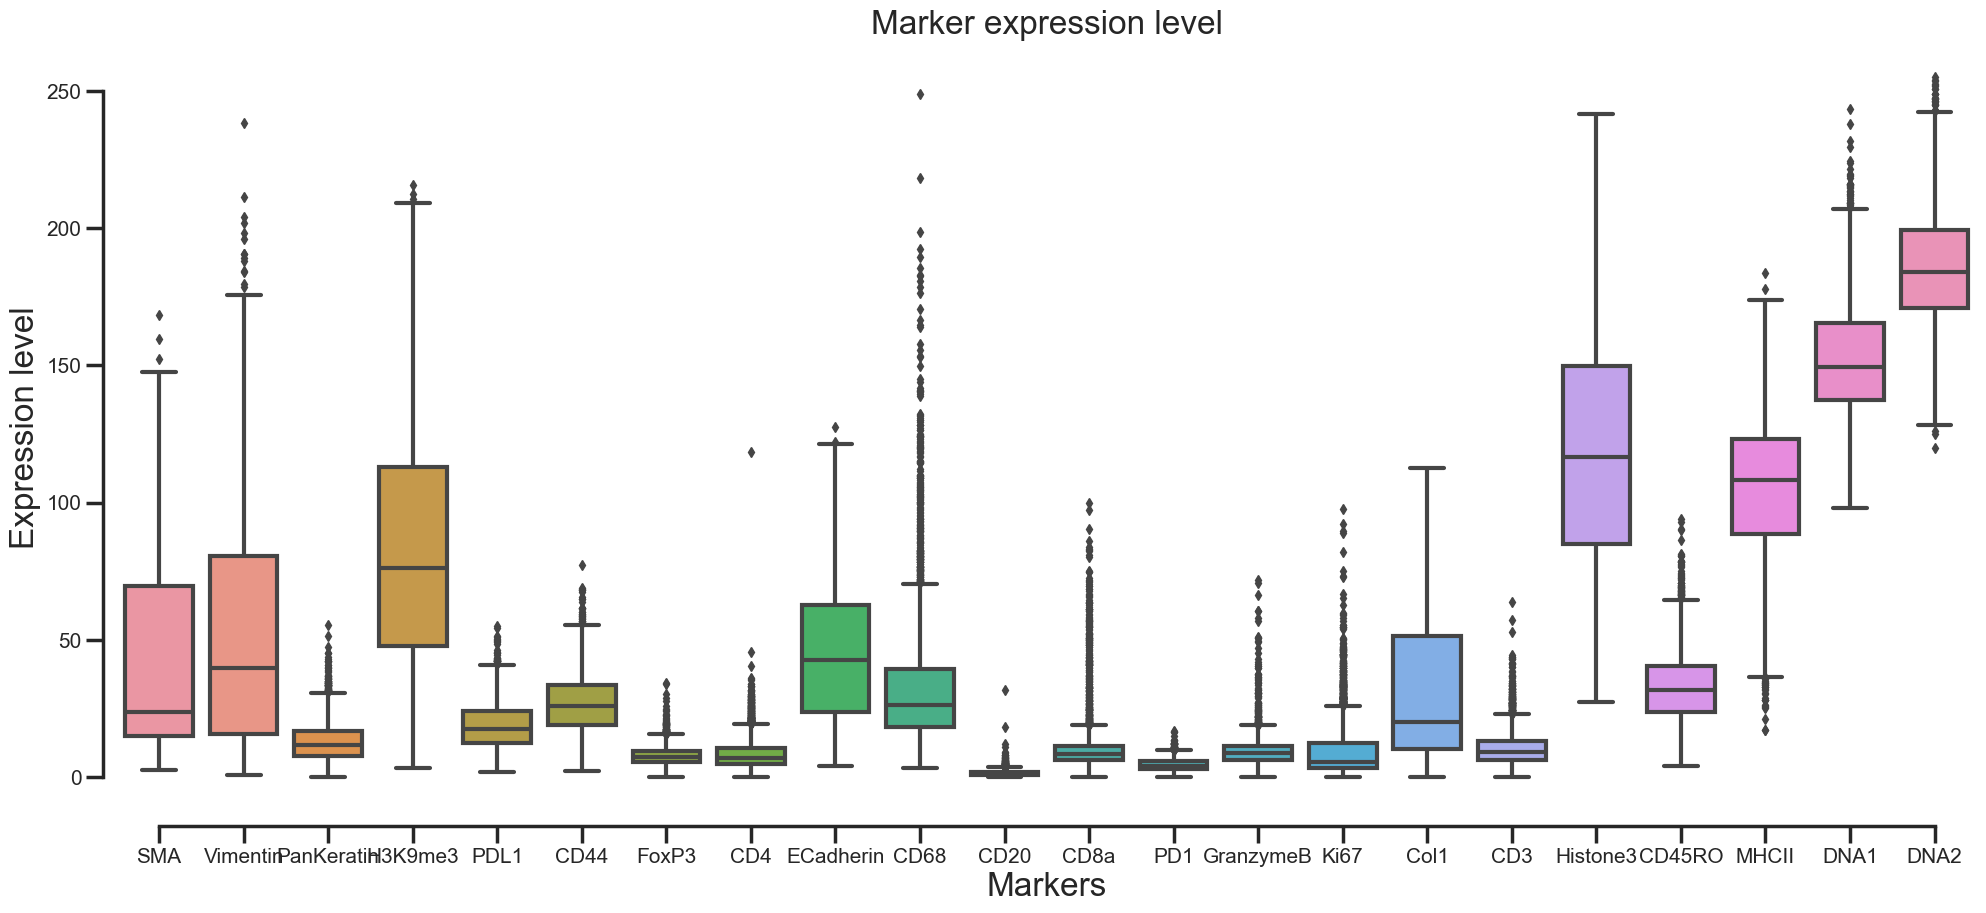 Marker expression level
250
200
150
100
50
0
Expression level
SMA Vimentin PanKeratin H3K9me3 PDL1 CD44 FoxP3 CD4 ECadherin CD68 CD20 CD8a PD1 GranzymeB Ki67 Col1 CD3 Histone3 CD45RO MHCII DNA1 DNA2
Markers